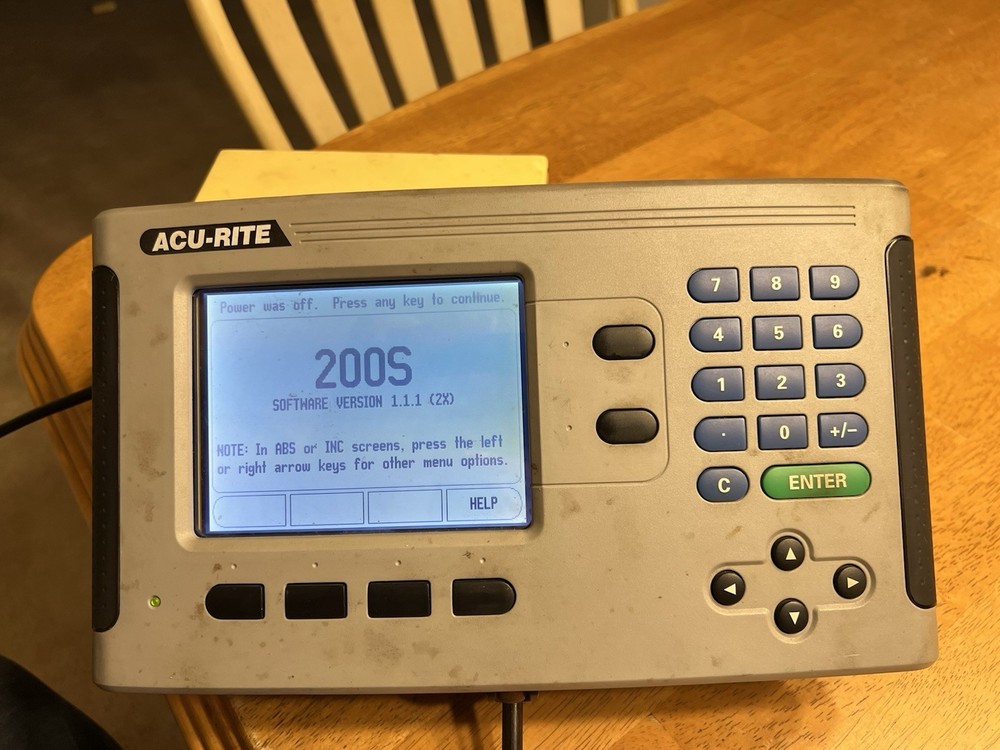 ACU-RITE
Power was off. Press any key to continue.
200S
SOFTWARE VERSION 1.1.1 (2X)
NOTE: In ABS or INC screens, press the left
or right arrow keys for other menu options.
HELP
7 8 9
4 5 6
1 2 3
. 0 +/-
C ENTER